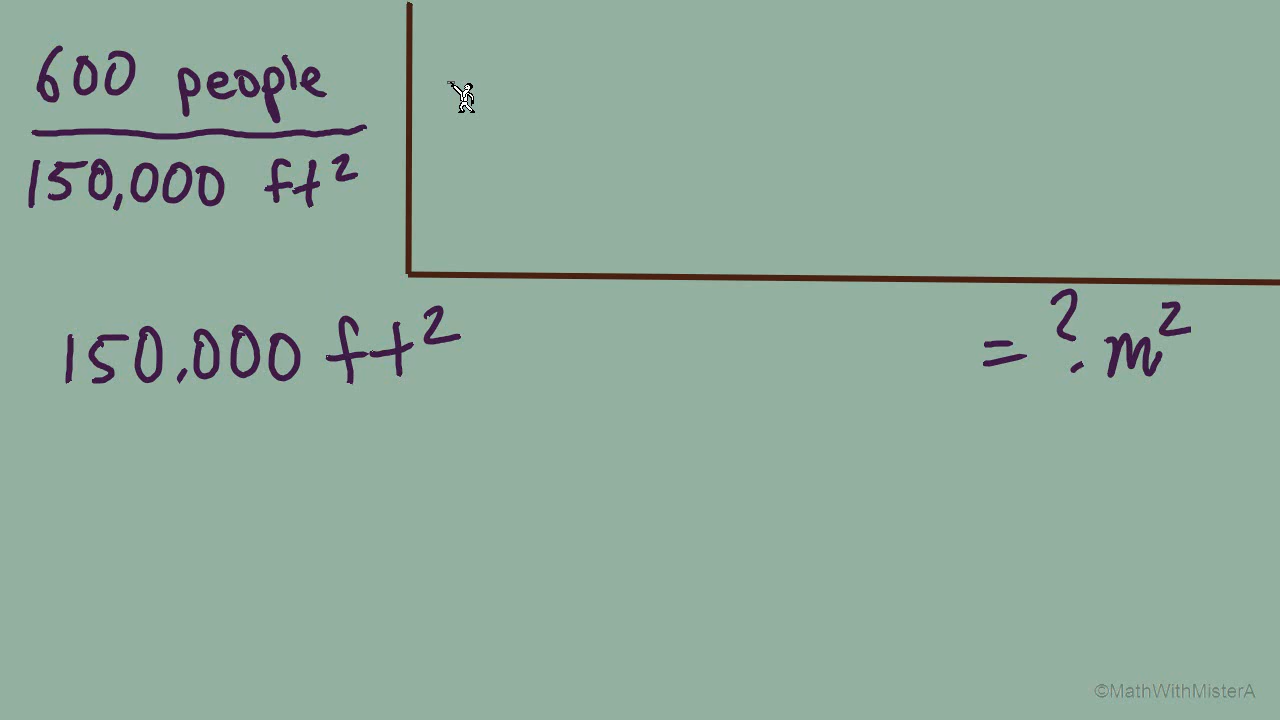 600 people
150,000 ft²
150,000 ft² = ? m²
©MathWithMisterA